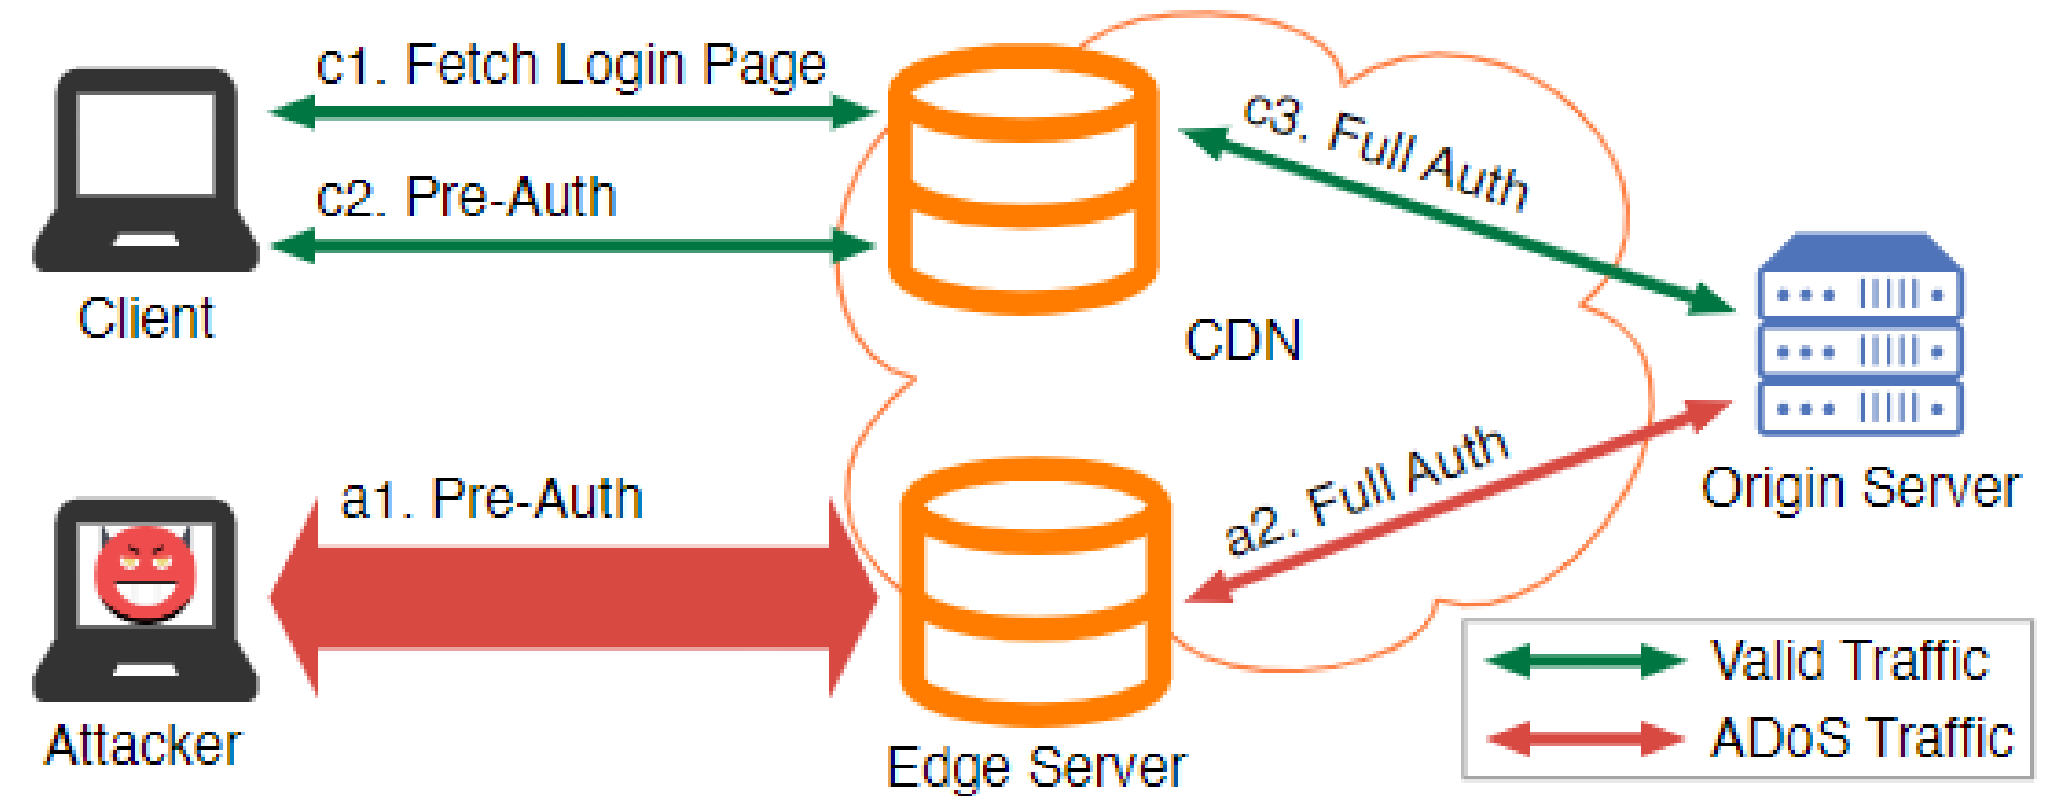 c1. Fetch Login Page
c2. Pre-Auth
c3. Full Auth
Client
CDN
a1. Pre-Auth
a2. Full Auth
Origin Server
Attacker
Edge Server
Valid Traffic
ADoS Traffic